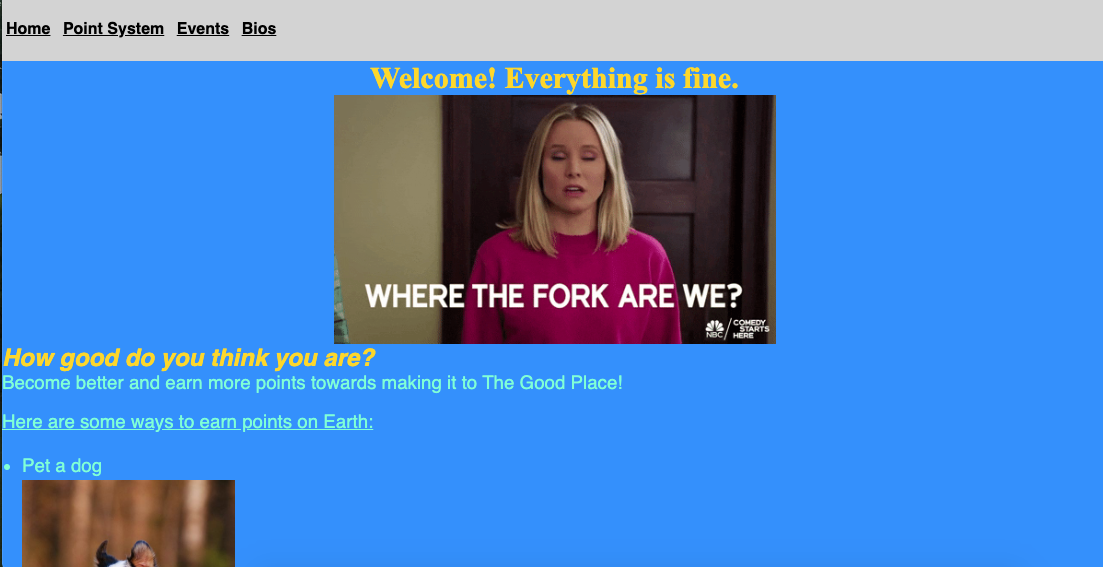 Home Point System Events Bios
Welcome! Everything is fine.
WHERE THE FORK ARE WE?
NBC
COMEDY
STARTS
HERE
How good do you think you are?
Become better and earn more points towards making it to The Good Place!
Here are some ways to earn points on Earth:
Pet a dog